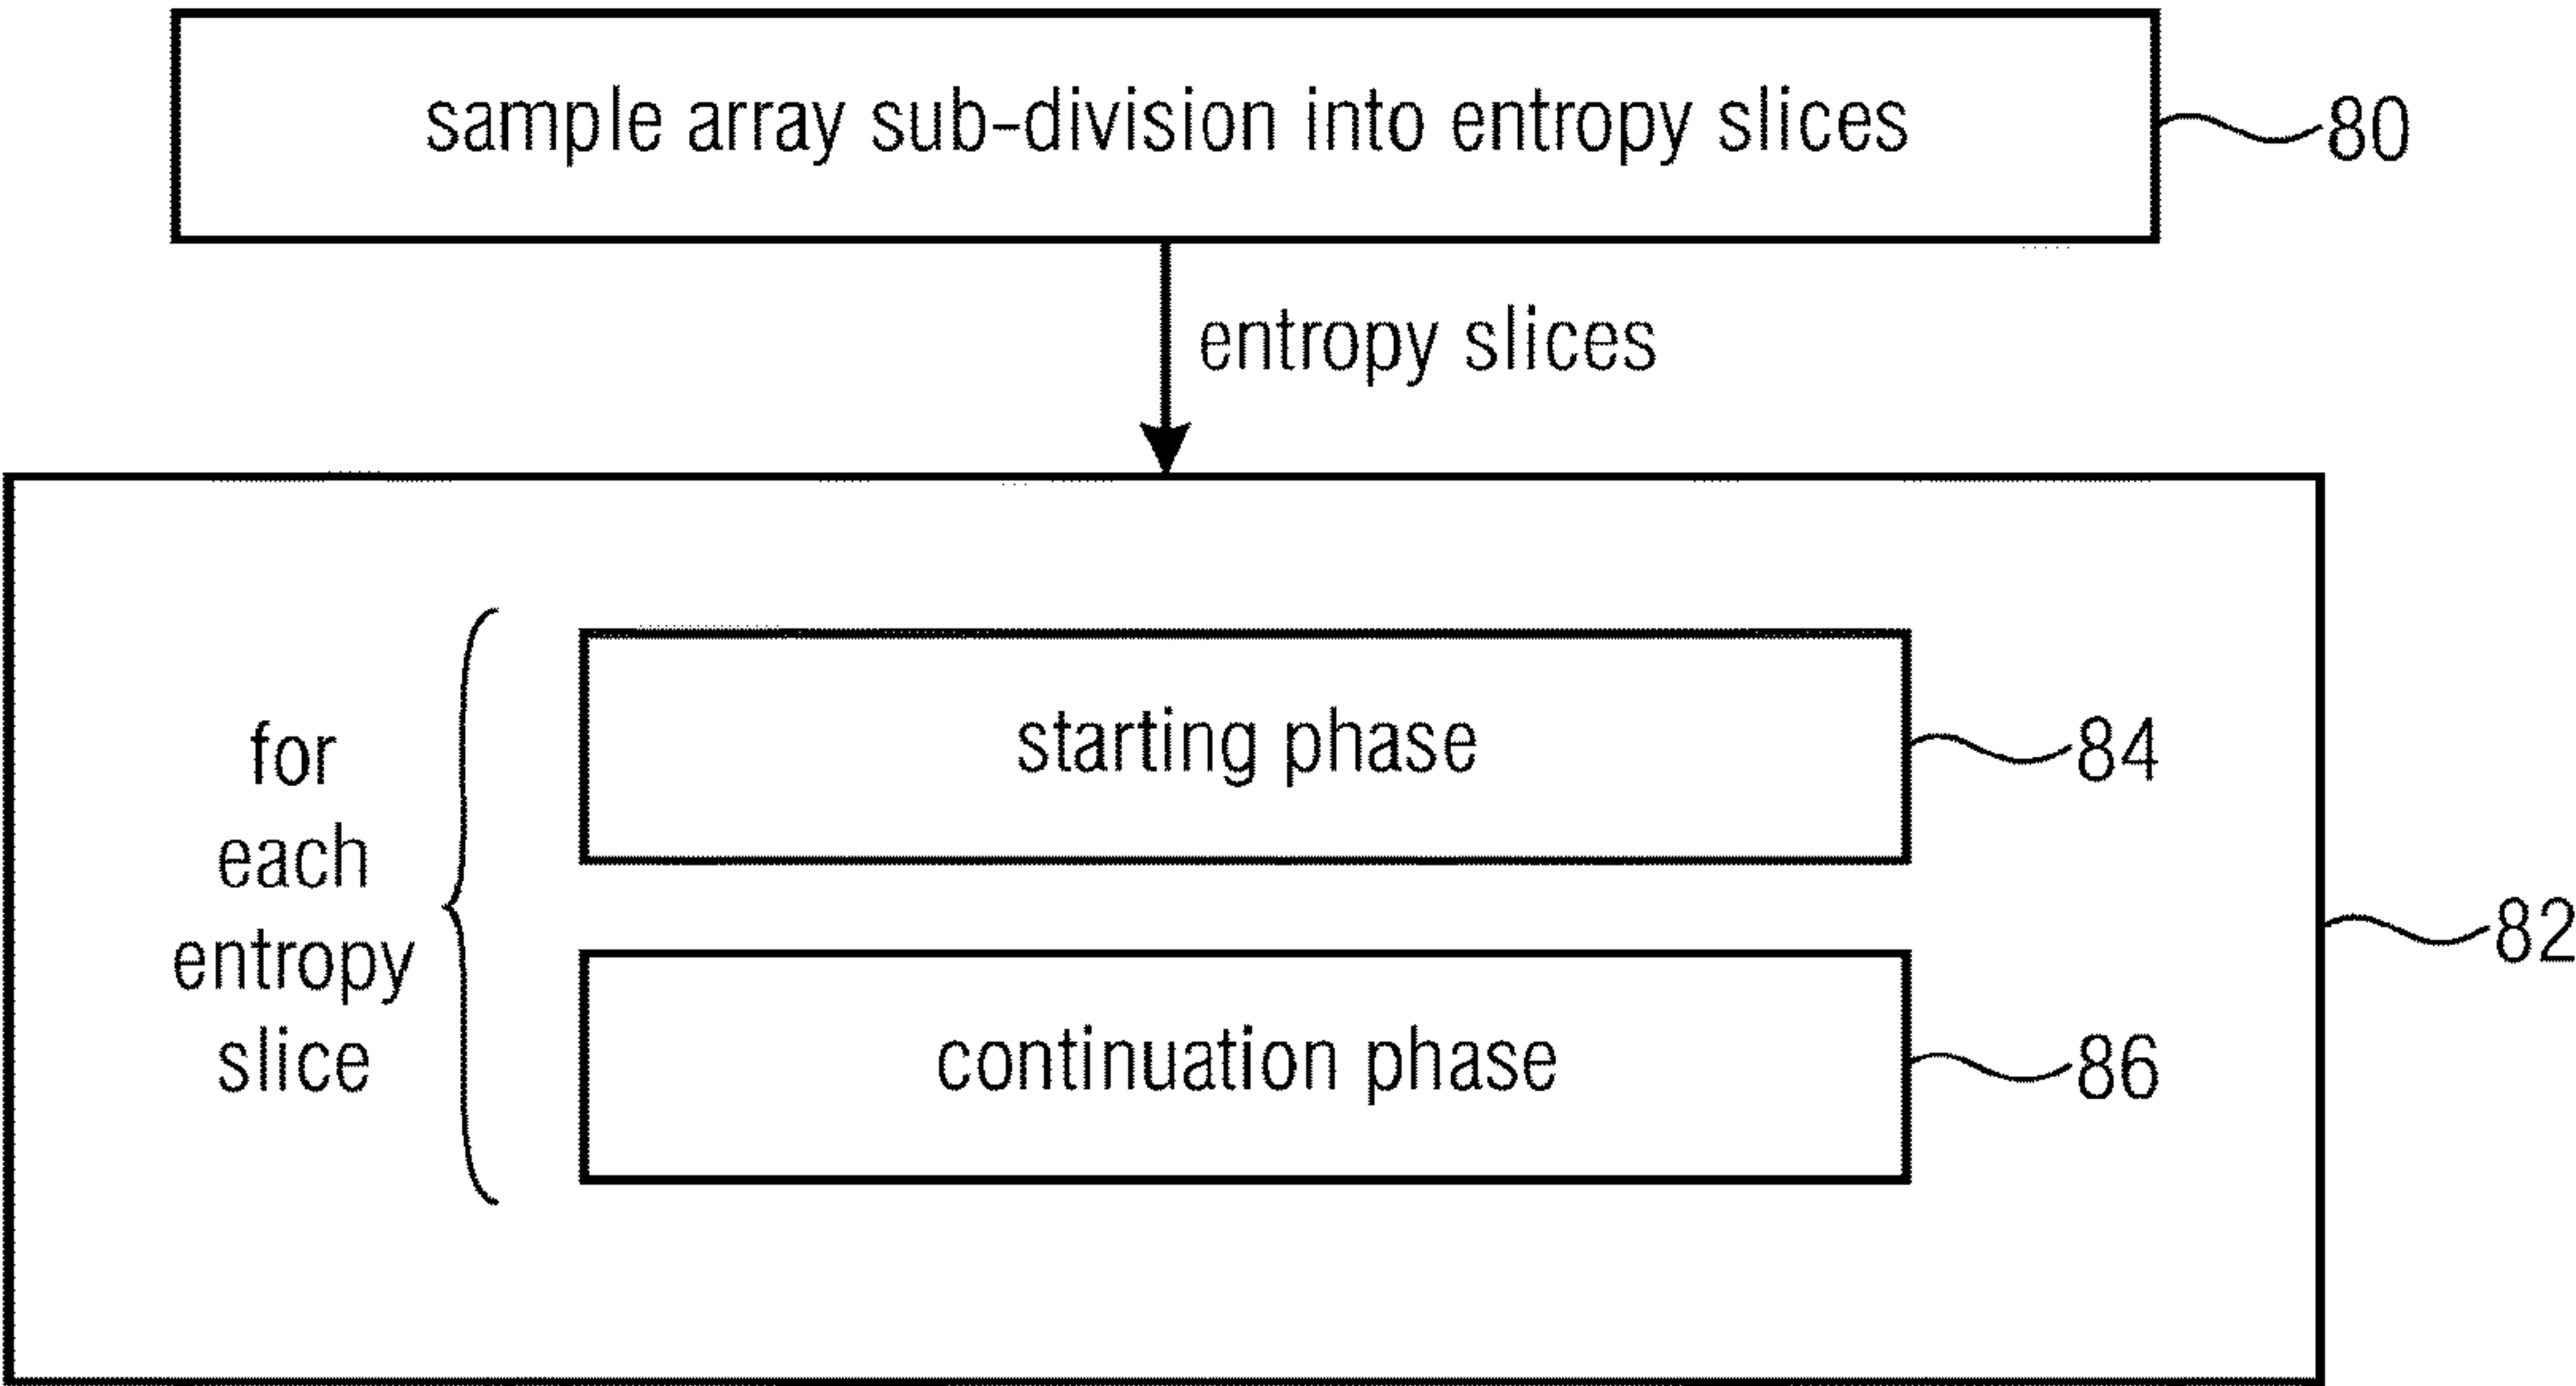 sample array sub-division into entropy slices
80
entropy slices
for
each
entropy
slice
starting phase
84
continuation phase
86
82